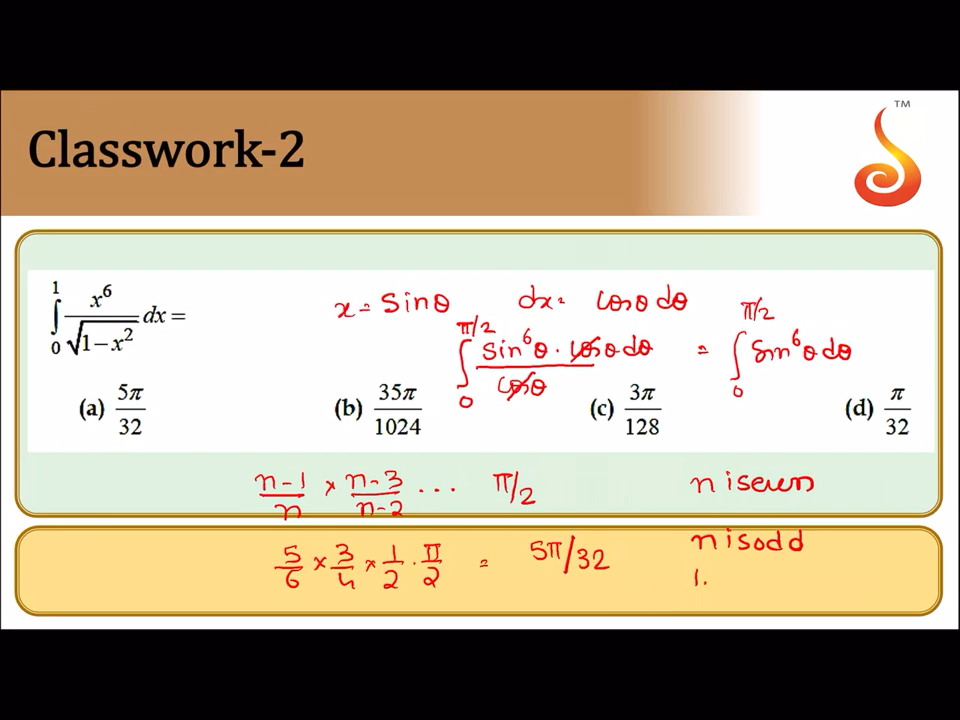 TM
Classwork-2
∫₀¹ x⁶/√(1−x²) dx =
x = Sinθ dx = cosθ dθ
∫₀^π/2 Sin⁶θ · cosθ dθ / cosθ = ∫₀^π/2 Sin⁶θ dθ
(a) 5π/32 (b) 35π/1024 (c) 3π/128 (d) π/32
n-1/n × n-3/n-2 ... π/2 n is even
5/6 × 3/4 × 1/2 · π/2 = 5π/32 n is odd
1.